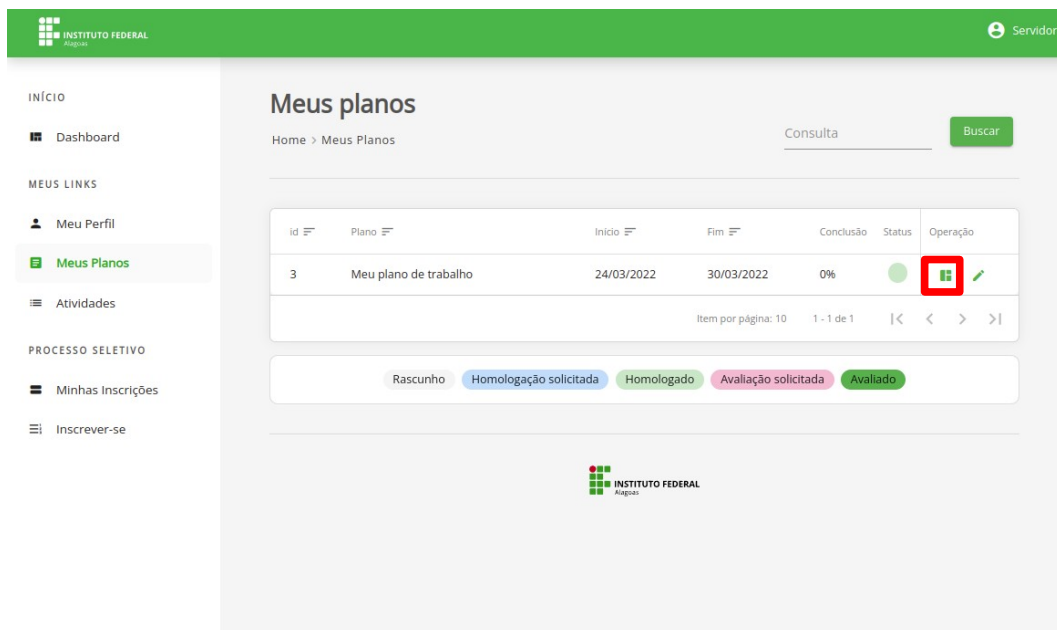 INSTITUTO FEDERAL
Alagoas
Servidor
INÍCIO
Dashboard
MEUS LINKS
Meu Perfil
Meus Planos
Atividades
PROCESSO SELETIVO
Minhas Inscrições
Inscrever-se
Meus planos
Home > Meus Planos
Consulta
Buscar
id Plano Início Fim Conclusão Status Operação
3 Meu plano de trabalho 24/03/2022 30/03/2022 0%
Item por página: 10 1 - 1 de 1
Rascunho Homologação solicitada Homologado Avaliação solicitada Avaliado
INSTITUTO FEDERAL
Alagoas